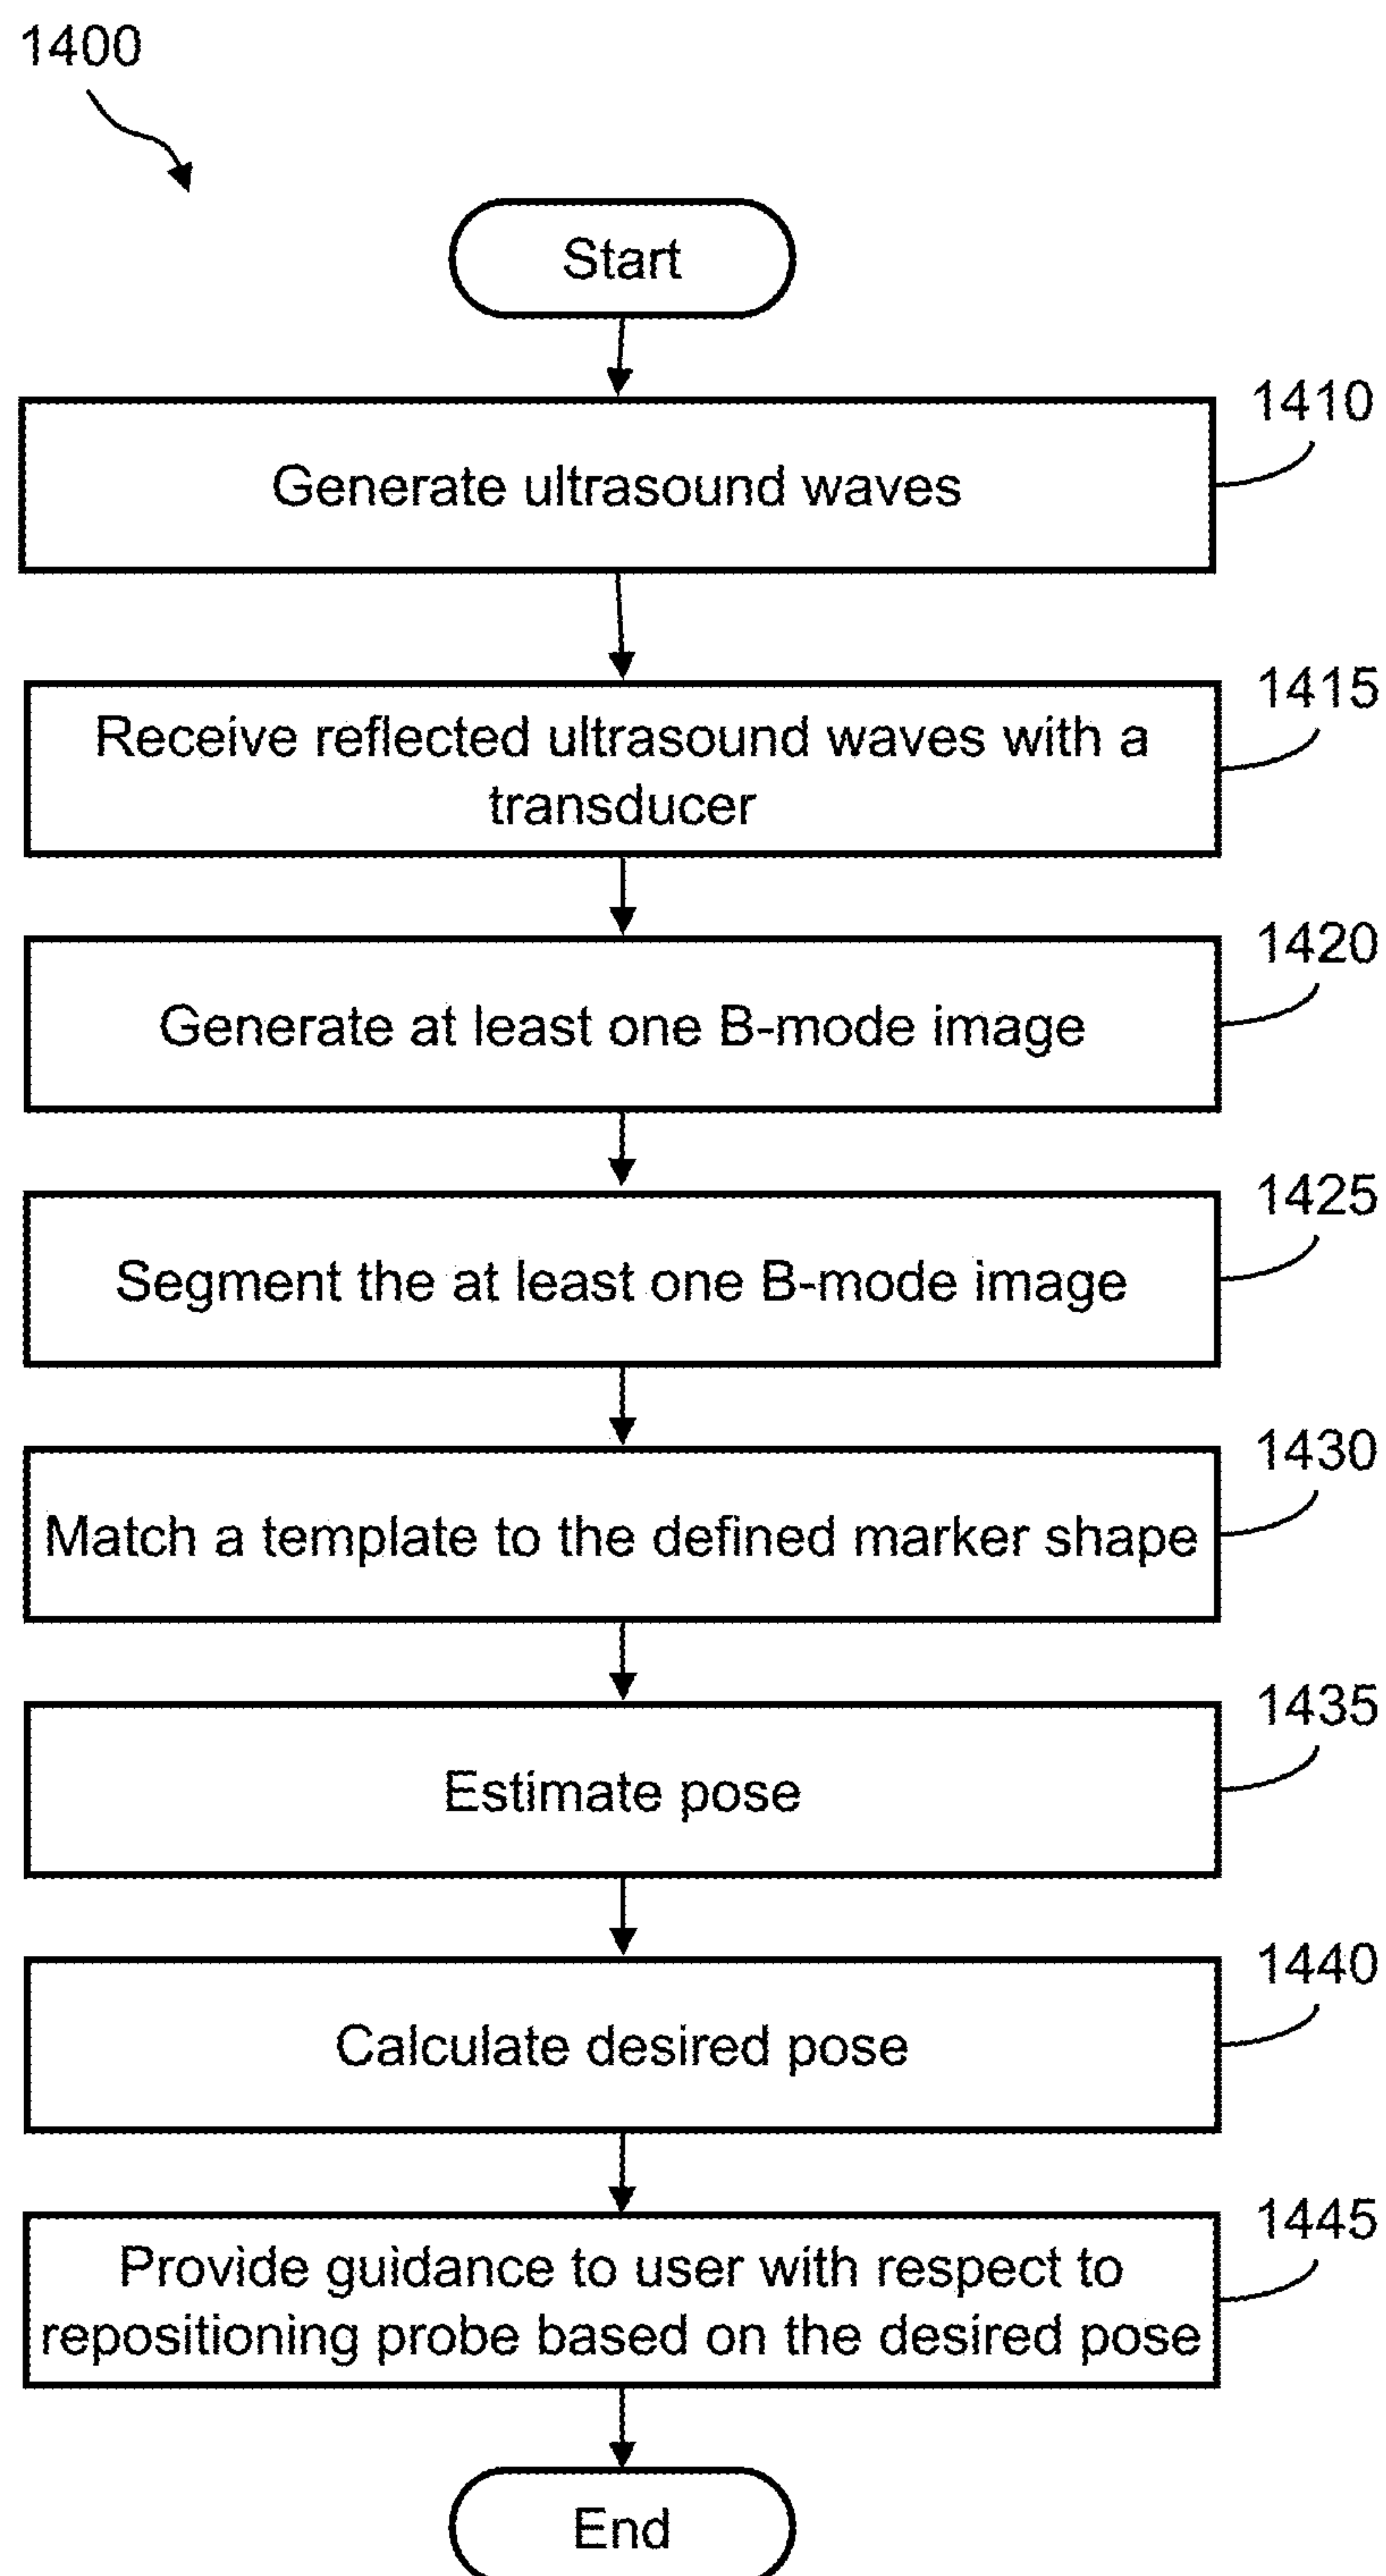 1400
Start
1410
Generate ultrasound waves
1415
Receive reflected ultrasound waves with a
transducer
1420
Generate at least one B-mode image
1425
Segment the at least one B-mode image
1430
Match a template to the defined marker shape
1435
Estimate pose
1440
Calculate desired pose
1445
Provide guidance to user with respect to
repositioning probe based on the desired pose
End